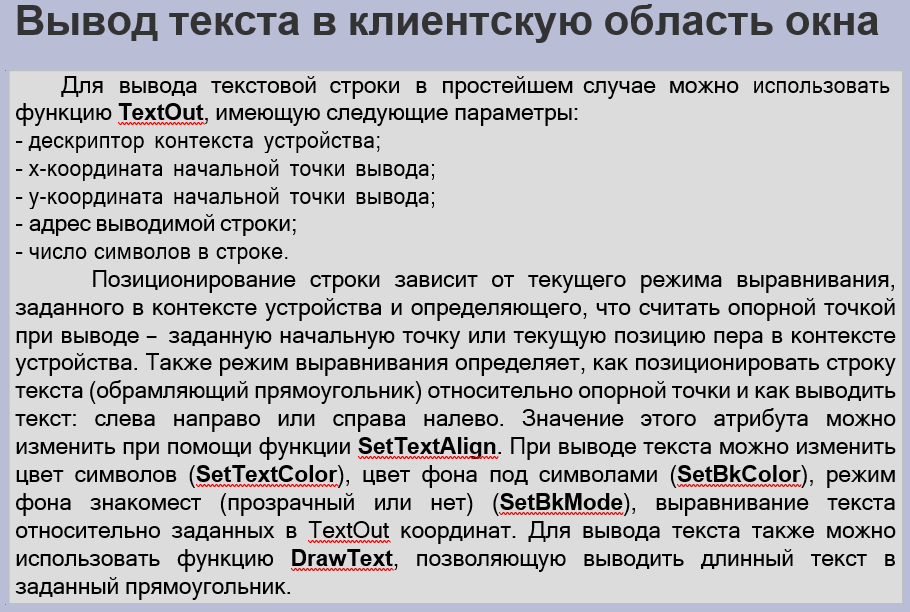 Вывод текста в клиентскую область окна
Для вывода текстовой строки в простейшем случае можно использовать
функцию TextOut, имеющую следующие параметры:
- дескриптор контекста устройства;
- х-координата начальной точки вывода;
- у-координата начальной точки вывода;
- адрес выводимой строки;
- число символов в строке.
Позиционирование строки зависит от текущего режима выравнивания,
заданного в контексте устройства и определяющего, что считать опорной точкой
при выводе – заданную начальную точку или текущую позицию пера в контексте
устройства. Также режим выравнивания определяет, как позиционировать строку
текста (обрамляющий прямоугольник) относительно опорной точки и как выводить
текст: слева направо или справа налево. Значение этого атрибута можно
изменить при помощи функции SetTextAlign. При выводе текста можно изменить
цвет символов (SetTextColor), цвет фона под символами (SetBkColor), режим
фона знакомест (прозрачный или нет) (SetBkMode), выравнивание текста
относительно заданных в TextOut координат. Для вывода текста также можно
использовать функцию DrawText, позволяющую выводить длинный текст в
заданный прямоугольник.